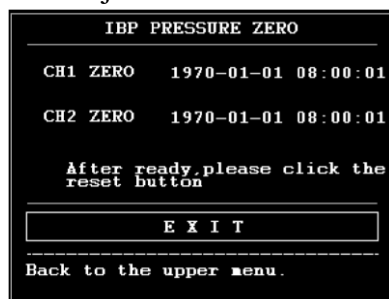 IBP PRESSURE ZERO
CH1 ZERO 1970-01-01 08:00:01
CH2 ZERO 1970-01-01 08:00:01
After ready,please click the
reset button
E X I T
Back to the upper menu.